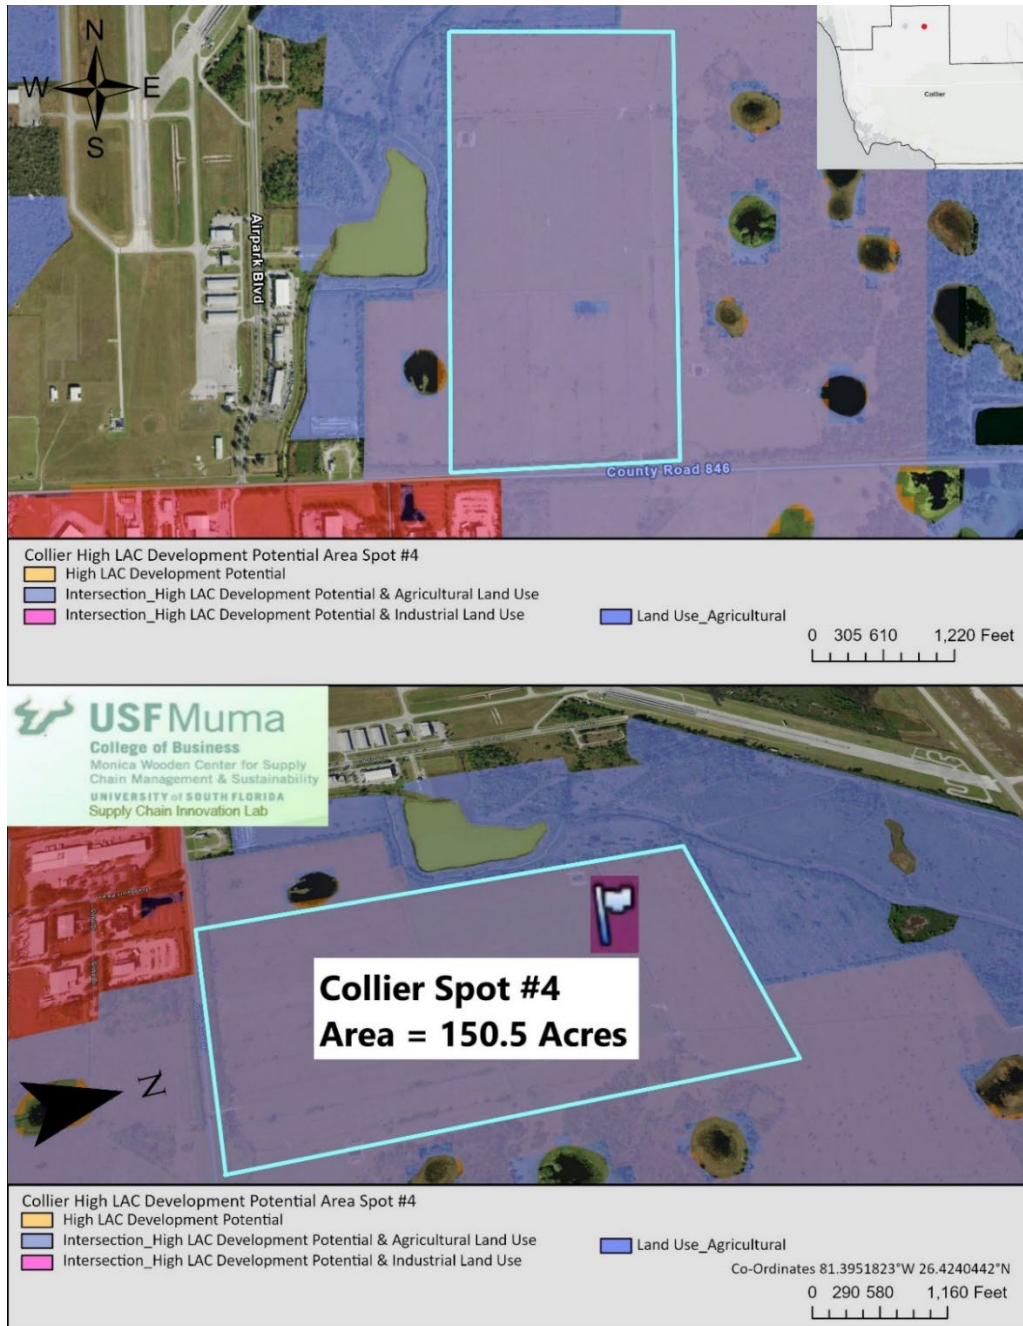 N
W E
S
Collier
Airpark Blvd
County Road 846
Collier High LAC Development Potential Area Spot #4
High LAC Development Potential
Intersection_High LAC Development Potential & Agricultural Land Use
Intersection_High LAC Development Potential & Industrial Land Use
Land Use_Agricultural
0 305 610 1,220 Feet
USF Muma
College of Business
Monica Wooden Center for Supply
Chain Management & Sustainability
UNIVERSITY of SOUTH FLORIDA
Supply Chain Innovation Lab
Collier Spot #4
Area = 150.5 Acres
N
Collier High LAC Development Potential Area Spot #4
High LAC Development Potential
Intersection_High LAC Development Potential & Agricultural Land Use
Intersection_High LAC Development Potential & Industrial Land Use
Land Use_Agricultural
Co-Ordinates 81.3951823°W 26.4240442°N
0 290 580 1,160 Feet